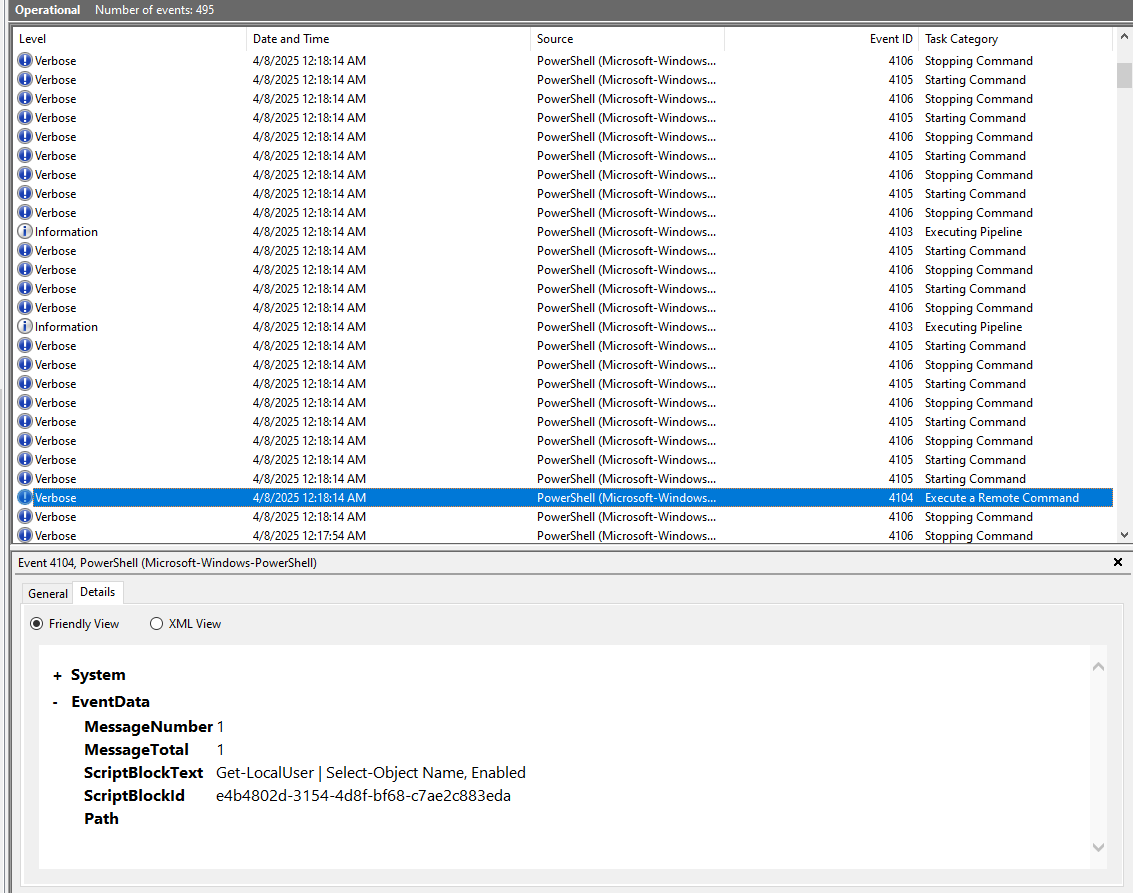 Operational Number of events: 495
Level Date and Time Source Event ID Task Category
Verbose 4/8/2025 12:18:14 AM PowerShell (Microsoft-Windows... 4106 Stopping Command
Verbose 4/8/2025 12:18:14 AM PowerShell (Microsoft-Windows... 4105 Starting Command
Verbose 4/8/2025 12:18:14 AM PowerShell (Microsoft-Windows... 4106 Stopping Command
Verbose 4/8/2025 12:18:14 AM PowerShell (Microsoft-Windows... 4105 Starting Command
Verbose 4/8/2025 12:18:14 AM PowerShell (Microsoft-Windows... 4106 Stopping Command
Verbose 4/8/2025 12:18:14 AM PowerShell (Microsoft-Windows... 4105 Starting Command
Verbose 4/8/2025 12:18:14 AM PowerShell (Microsoft-Windows... 4106 Stopping Command
Verbose 4/8/2025 12:18:14 AM PowerShell (Microsoft-Windows... 4105 Starting Command
Verbose 4/8/2025 12:18:14 AM PowerShell (Microsoft-Windows... 4106 Stopping Command
Information 4/8/2025 12:18:14 AM PowerShell (Microsoft-Windows... 4103 Executing Pipeline
Verbose 4/8/2025 12:18:14 AM PowerShell (Microsoft-Windows... 4105 Starting Command
Verbose 4/8/2025 12:18:14 AM PowerShell (Microsoft-Windows... 4106 Stopping Command
Verbose 4/8/2025 12:18:14 AM PowerShell (Microsoft-Windows... 4105 Starting Command
Verbose 4/8/2025 12:18:14 AM PowerShell (Microsoft-Windows... 4106 Stopping Command
Information 4/8/2025 12:18:14 AM PowerShell (Microsoft-Windows... 4103 Executing Pipeline
Verbose 4/8/2025 12:18:14 AM PowerShell (Microsoft-Windows... 4105 Starting Command
Verbose 4/8/2025 12:18:14 AM PowerShell (Microsoft-Windows... 4106 Stopping Command
Verbose 4/8/2025 12:18:14 AM PowerShell (Microsoft-Windows... 4105 Starting Command
Verbose 4/8/2025 12:18:14 AM PowerShell (Microsoft-Windows... 4106 Stopping Command
Verbose 4/8/2025 12:18:14 AM PowerShell (Microsoft-Windows... 4105 Starting Command
Verbose 4/8/2025 12:18:14 AM PowerShell (Microsoft-Windows... 4106 Stopping Command
Verbose 4/8/2025 12:18:14 AM PowerShell (Microsoft-Windows... 4105 Starting Command
Verbose 4/8/2025 12:18:14 AM PowerShell (Microsoft-Windows... 4105 Starting Command
Verbose 4/8/2025 12:18:14 AM PowerShell (Microsoft-Windows... 4104 Execute a Remote Command
Verbose 4/8/2025 12:18:14 AM PowerShell (Microsoft-Windows... 4106 Stopping Command
Verbose 4/8/2025 12:17:54 AM PowerShell (Microsoft-Windows... 4106 Stopping Command
Event 4104, PowerShell (Microsoft-Windows-PowerShell)
General Details
Friendly View XML View
+ System
- EventData
MessageNumber 1
MessageTotal 1
ScriptBlockText Get-LocalUser | Select-Object Name, Enabled
ScriptBlockId e4b4802d-3154-4d8f-bf68-c7ae2c883eda
Path